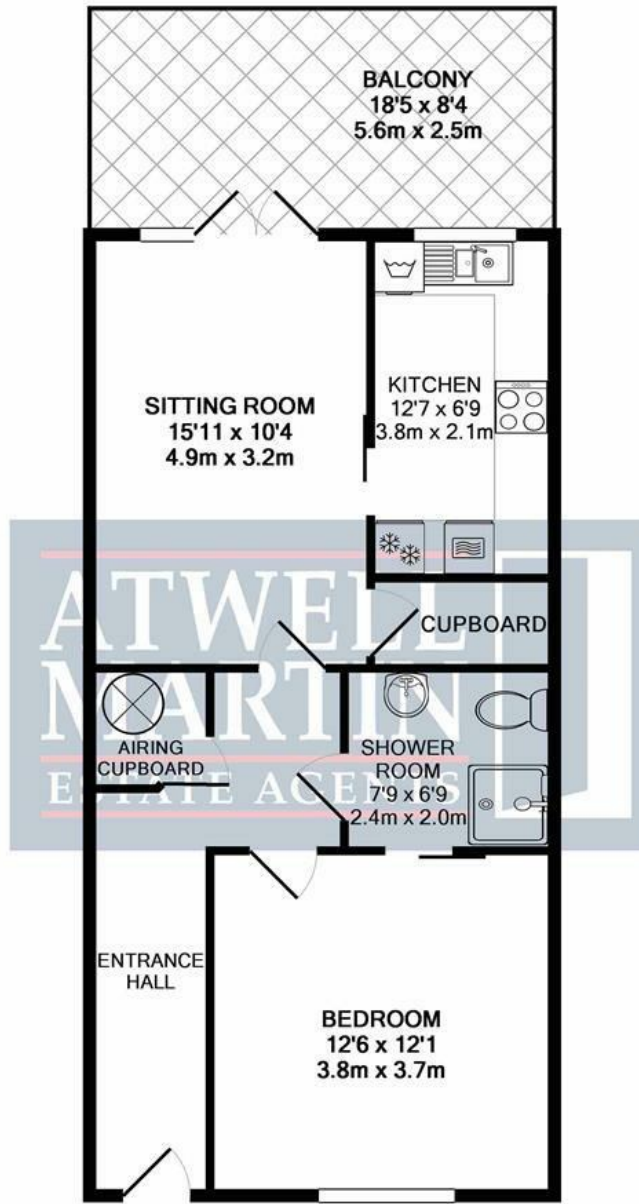 BALCONY
18'5 x 8'4
5.6m x 2.5m
SITTING ROOM
15'11 x 10'4
4.9m x 3.2m
KITCHEN
12'7 x 6'9
3.8m x 2.1m
CUPBOARD
ATWELL
MARTIN
ESTATE AGENTS
AIRING
CUPBOARD
SHOWER
ROOM
7'9 x 6'9
2.4m x 2.0m
ENTRANCE
HALL
BEDROOM
12'6 x 12'1
3.8m x 3.7m